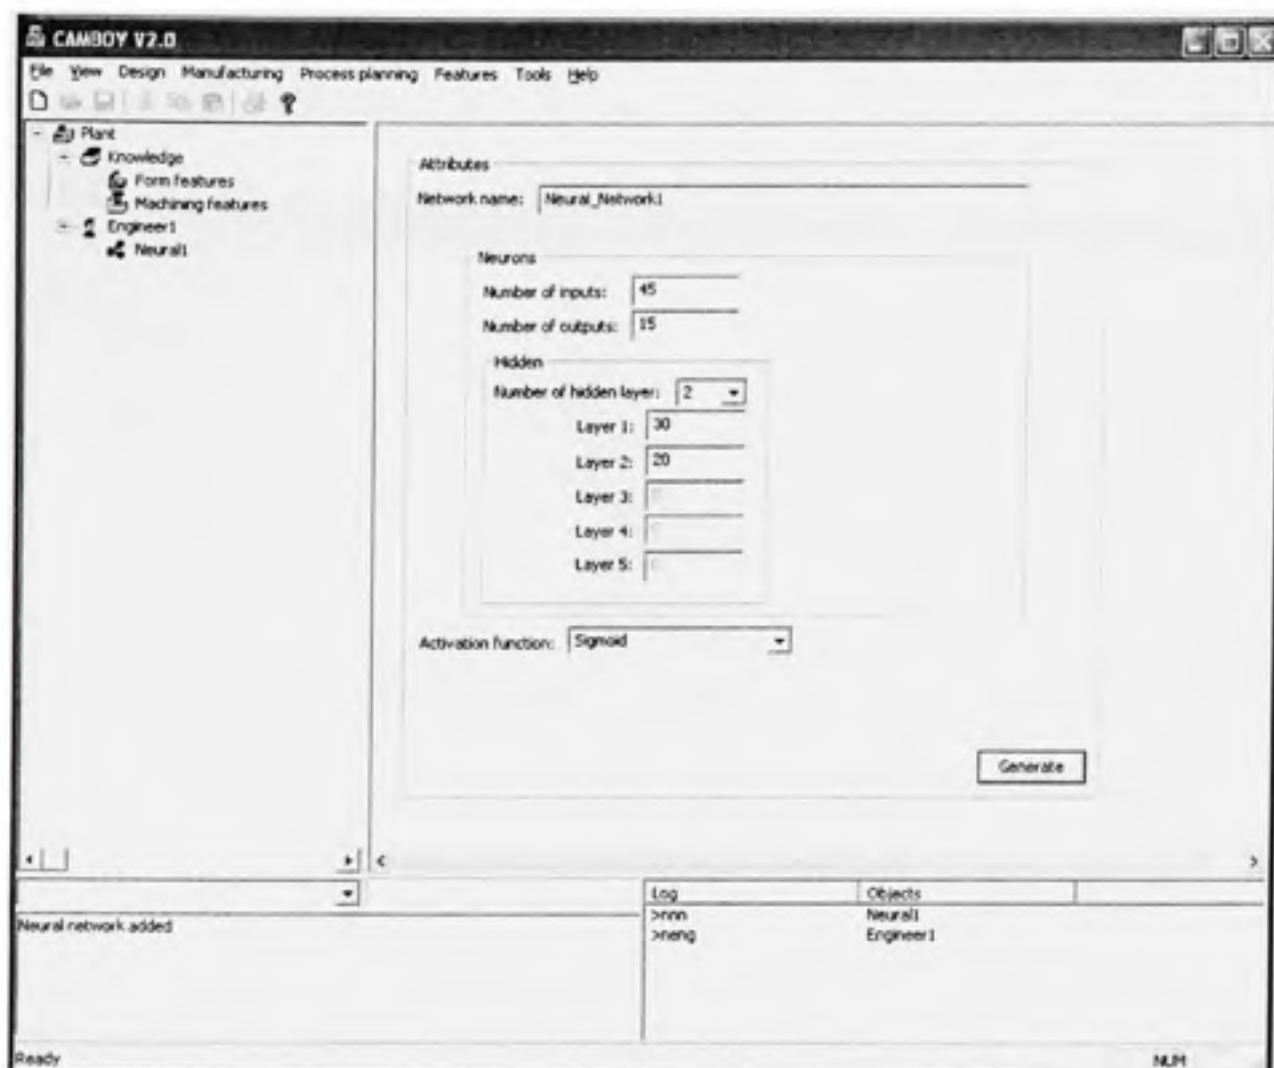 CAMBOY V2.0
File View Design Manufacturing Process planning Features Tools Help
Plant
Knowledge
Form features
Machining features
Engineer1
Neural1
Attributes
Network name: Neural_Network1
Neurons
Number of inputs: 45
Number of outputs: 15
Hidden
Number of hidden layer: 2
Layer 1: 30
Layer 2: 20
Layer 3: 0
Layer 4: 0
Layer 5: 0
Activation function: Sigmoid
Generate
Neural network added
Log Objects
>nnn Neural1
>neng Engineer1
Ready NUM